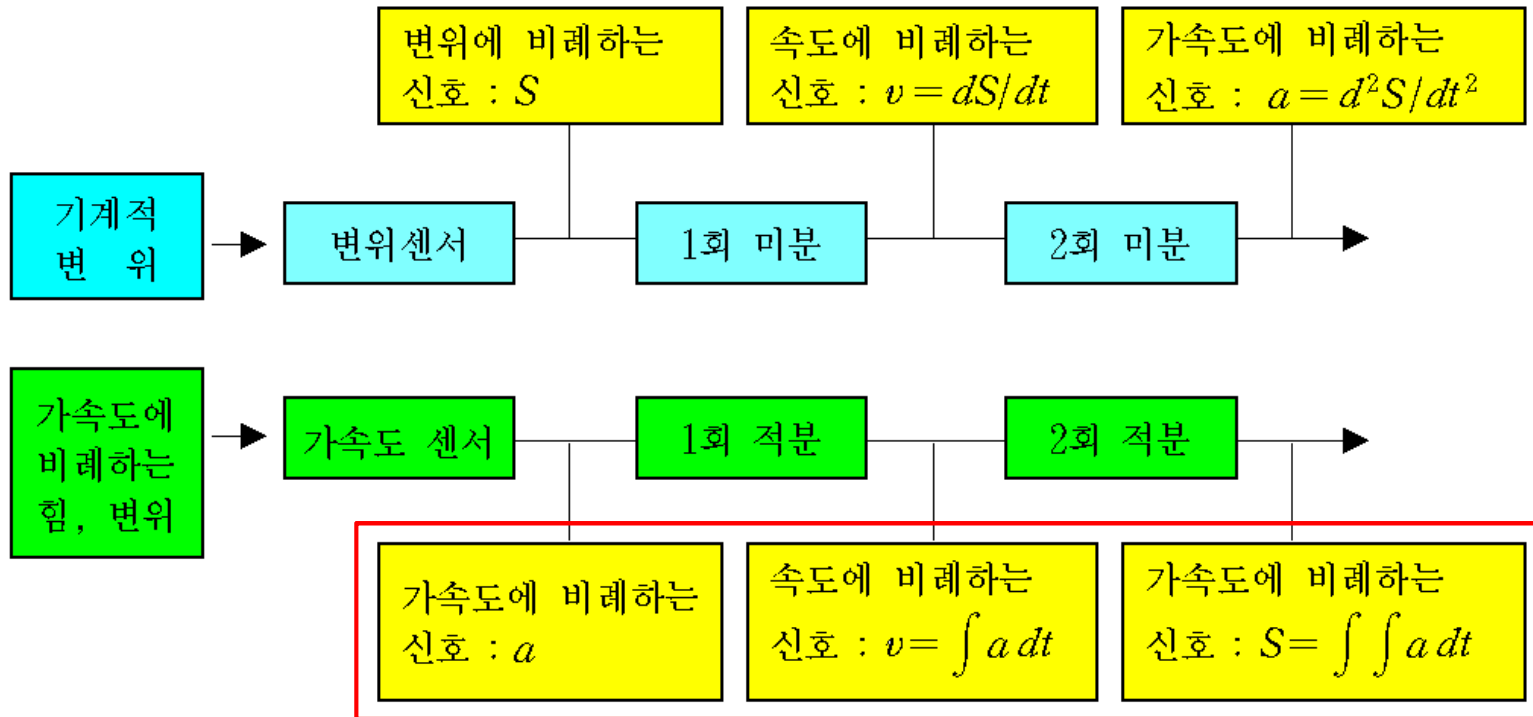 변위에 비례하는
신호 : S
속도에 비례하는
신호 : v = dS/dt
가속도에 비례하는
신호 : a = d²S/dt²
기계적
변 위
변위센서
1회 미분
2회 미분
가속도에
비례하는
힘, 변위
가속도 센서
1회 적분
2회 적분
가속도에 비례하는
신호 : a
속도에 비례하는
신호 : v = ∫ a dt
가속도에 비례하는
신호 : S = ∫ ∫ a dt